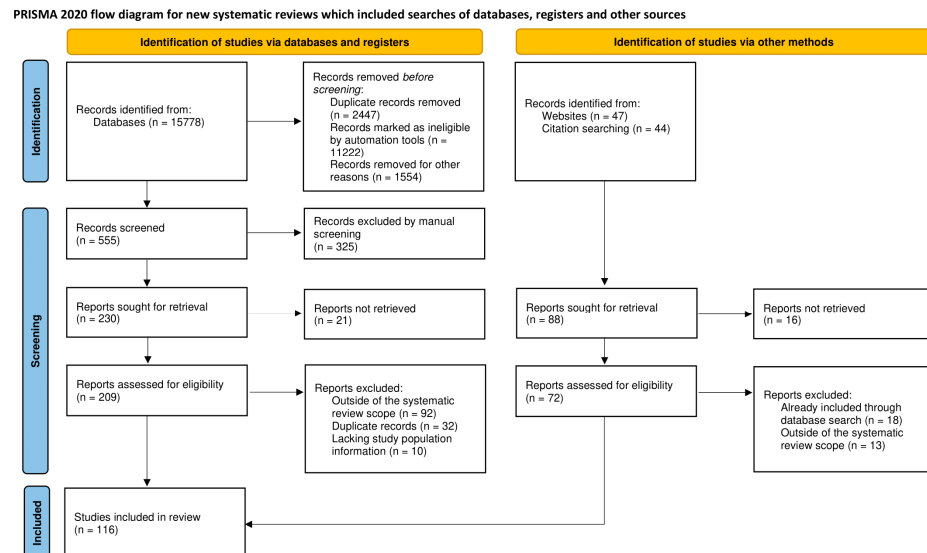 PRISMA 2020 flow diagram for new systematic reviews which included searches of databases, registers and other sources
Identification of studies via databases and registers
Identification of studies via other methods
Identification
Records identified from:
Databases (n = 15778)
Records removed before
screening:
Duplicate records removed
(n = 2447)
Records marked as ineligible
by automation tools (n =
11222)
Records removed for other
reasons (n = 1554)
Records identified from:
Websites (n = 47)
Citation searching (n = 44)
Screening
Records screened
(n = 555)
Records excluded by manual
screening
(n = 325)
Reports sought for retrieval
(n = 230)
Reports not retrieved
(n = 21)
Reports sought for retrieval
(n = 88)
Reports not retrieved
(n = 16)
Reports assessed for eligibility
(n = 209)
Reports excluded:
Outside of the systematic
review scope (n = 92)
Duplicate records (n = 32)
Lacking study population
information (n = 10)
Reports assessed for eligibility
(n = 72)
Reports excluded:
Already included through
database search (n = 18)
Outside of the systematic
review scope (n = 13)
Included
Studies included in review
(n = 116)